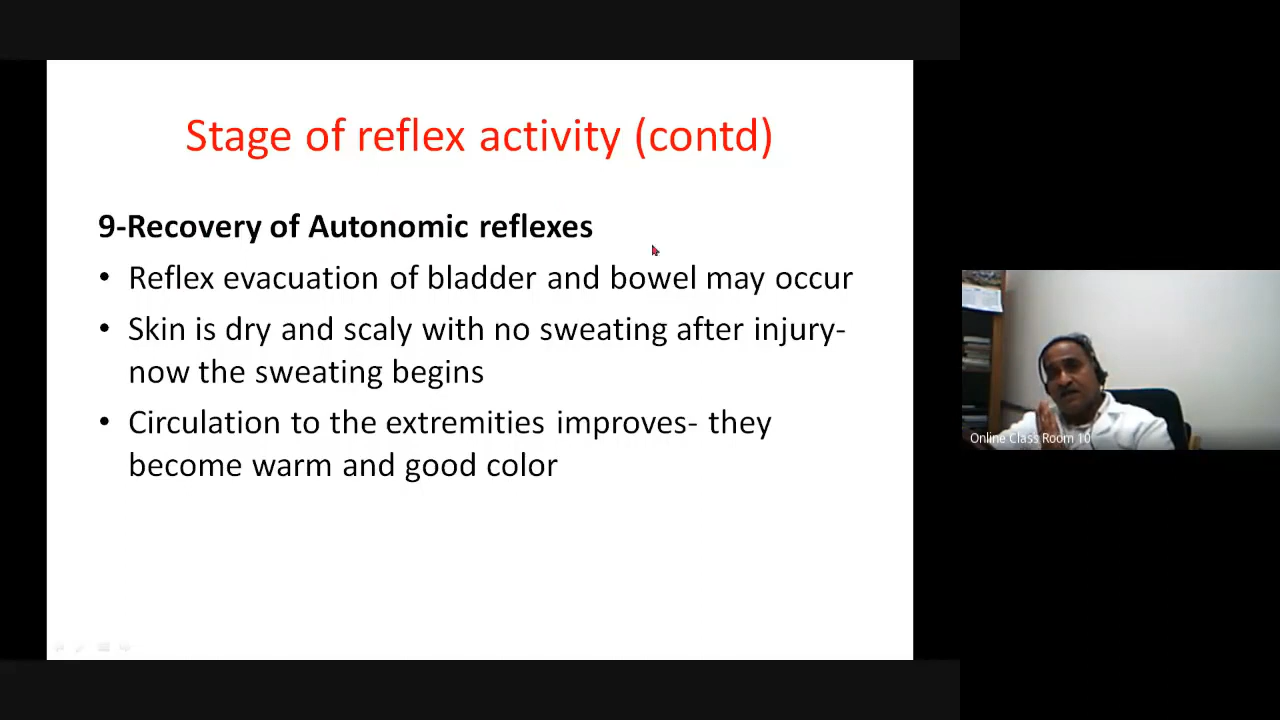 Stage of reflex activity (contd)
9-Recovery of Autonomic reflexes
• Reflex evacuation of bladder and bowel may occur
• Skin is dry and scaly with no sweating after injury-
now the sweating begins
• Circulation to the extremities improves- they
become warm and good color
Online Class Room 10